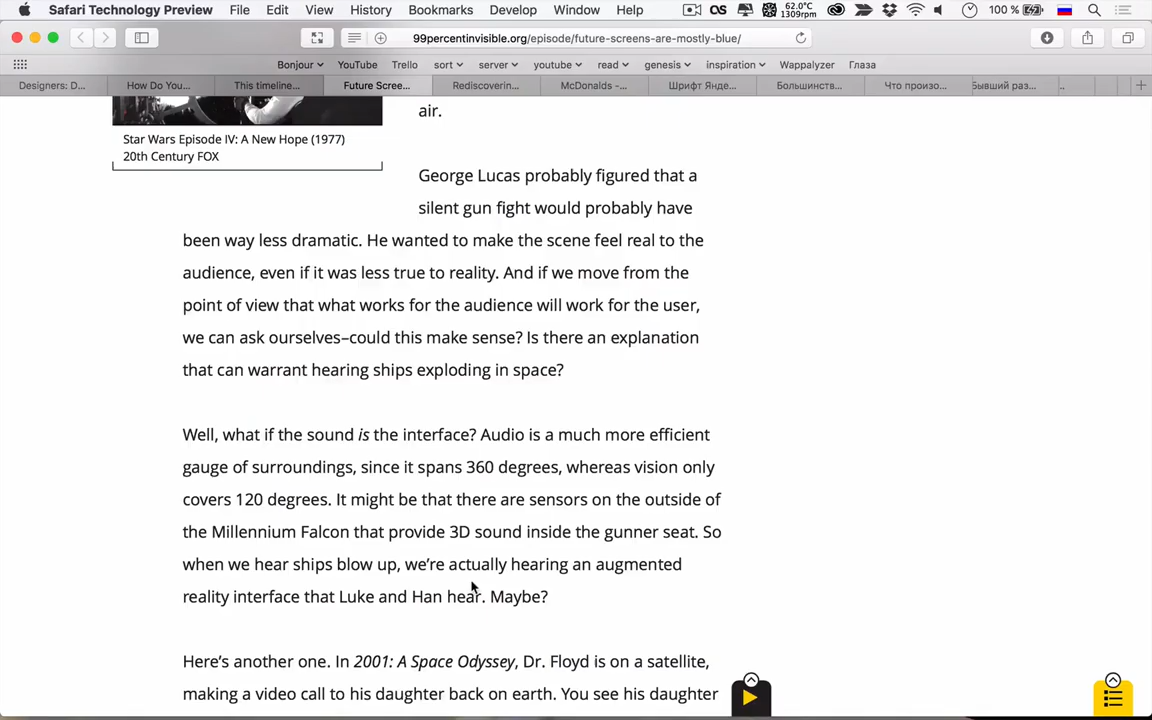 Safari Technology Preview File Edit View History Bookmarks Develop Window Help 62.0°C 1309rpm 100 %
99percentinvisible.org/episode/future-screens-are-mostly-blue/
Bonjour YouTube Trello sort server youtube read genesis inspiration Wappalyzer Глаза
Designers: D... How Do You... This timeline... Future Scree... Rediscoverin... McDonalds -... Шрифт Янде... Большинств... Что произо... Бывший раз...
air.
Star Wars Episode IV: A New Hope (1977)
20th Century FOX
George Lucas probably figured that a
silent gun fight would probably have
been way less dramatic. He wanted to make the scene feel real to the
audience, even if it was less true to reality. And if we move from the
point of view that what works for the audience will work for the user,
we can ask ourselves–could this make sense? Is there an explanation
that can warrant hearing ships exploding in space?
Well, what if the sound is the interface? Audio is a much more efficient
gauge of surroundings, since it spans 360 degrees, whereas vision only
covers 120 degrees. It might be that there are sensors on the outside of
the Millennium Falcon that provide 3D sound inside the gunner seat. So
when we hear ships blow up, we’re actually hearing an augmented
reality interface that Luke and Han hear. Maybe?
Here’s another one. In 2001: A Space Odyssey, Dr. Floyd is on a satellite,
making a video call to his daughter back on earth. You see his daughter